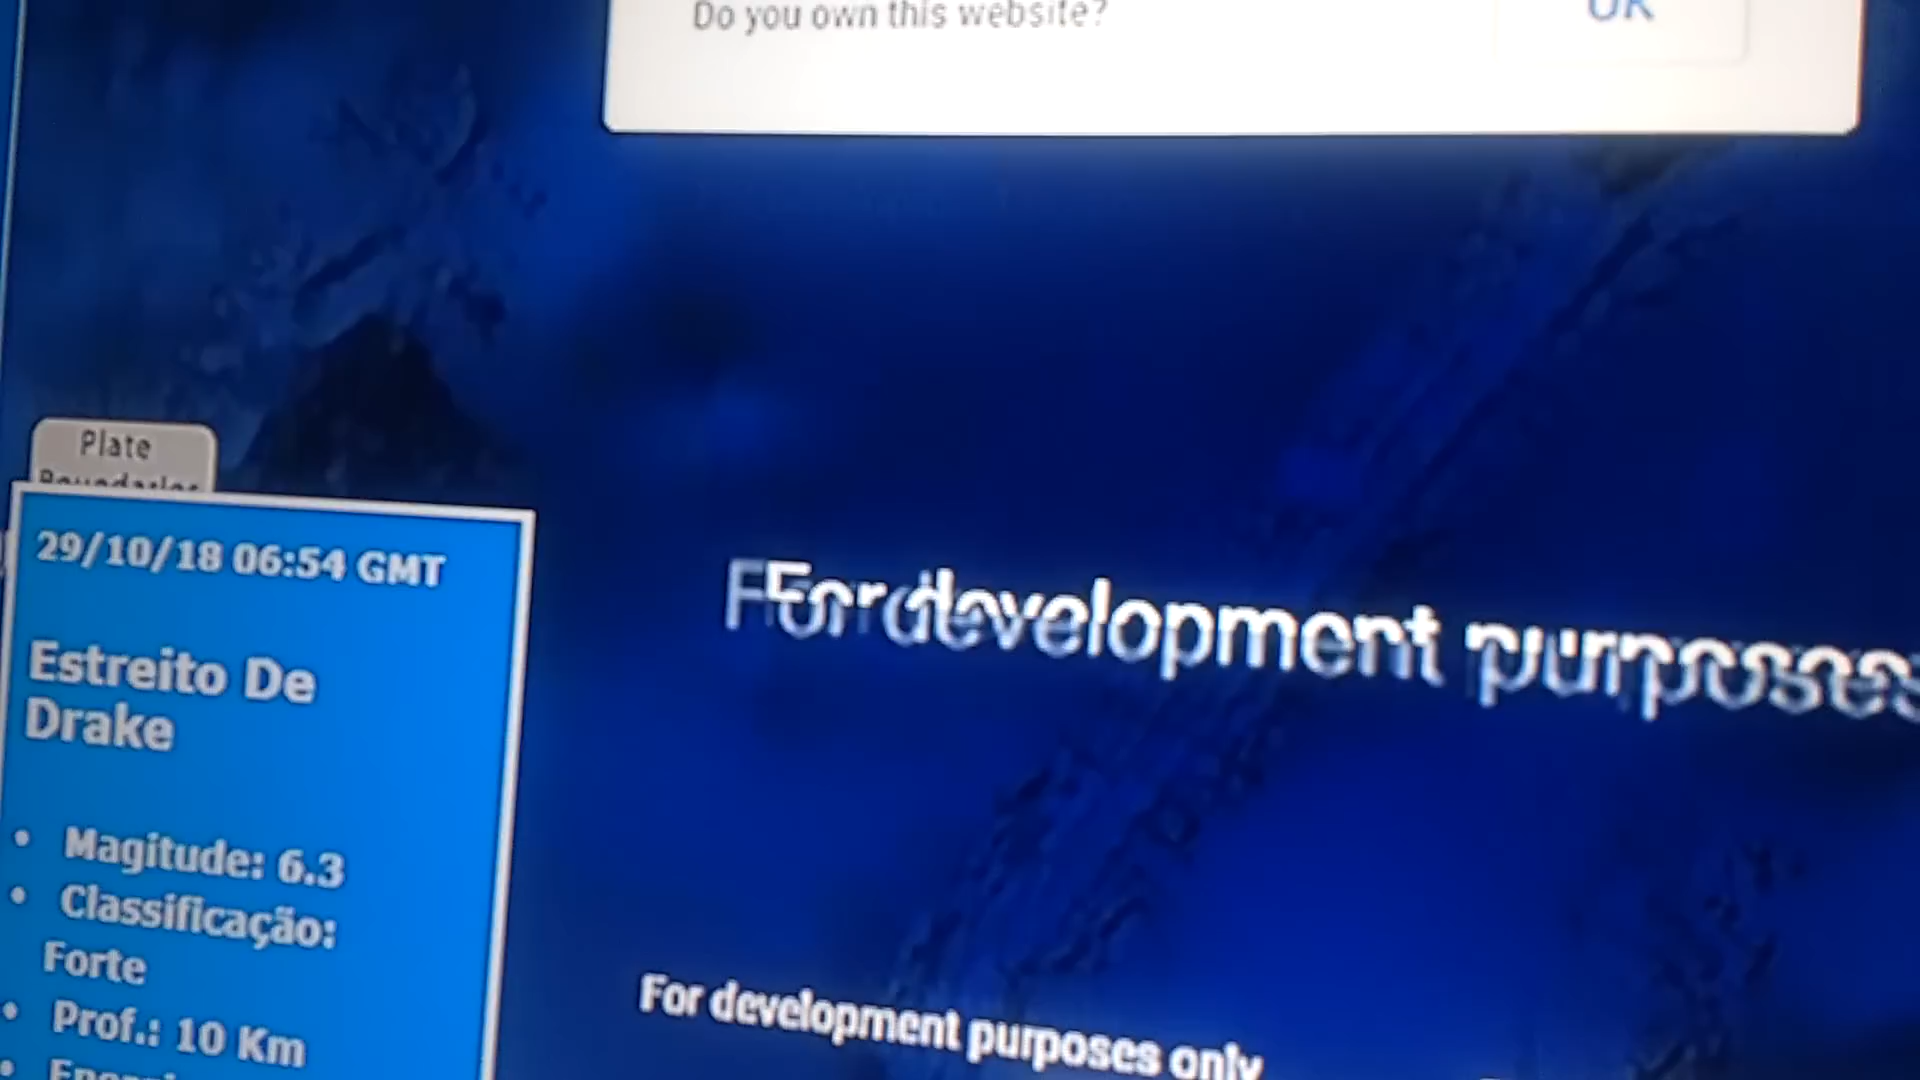 Do you own this website?
OK
Plate
Boundaries
29/10/18 06:54 GMT
Estreito De
Drake
For development purposes
• Magitude: 6.3
• Classificação:
Forte
• Prof.: 10 Km
For development purposes only